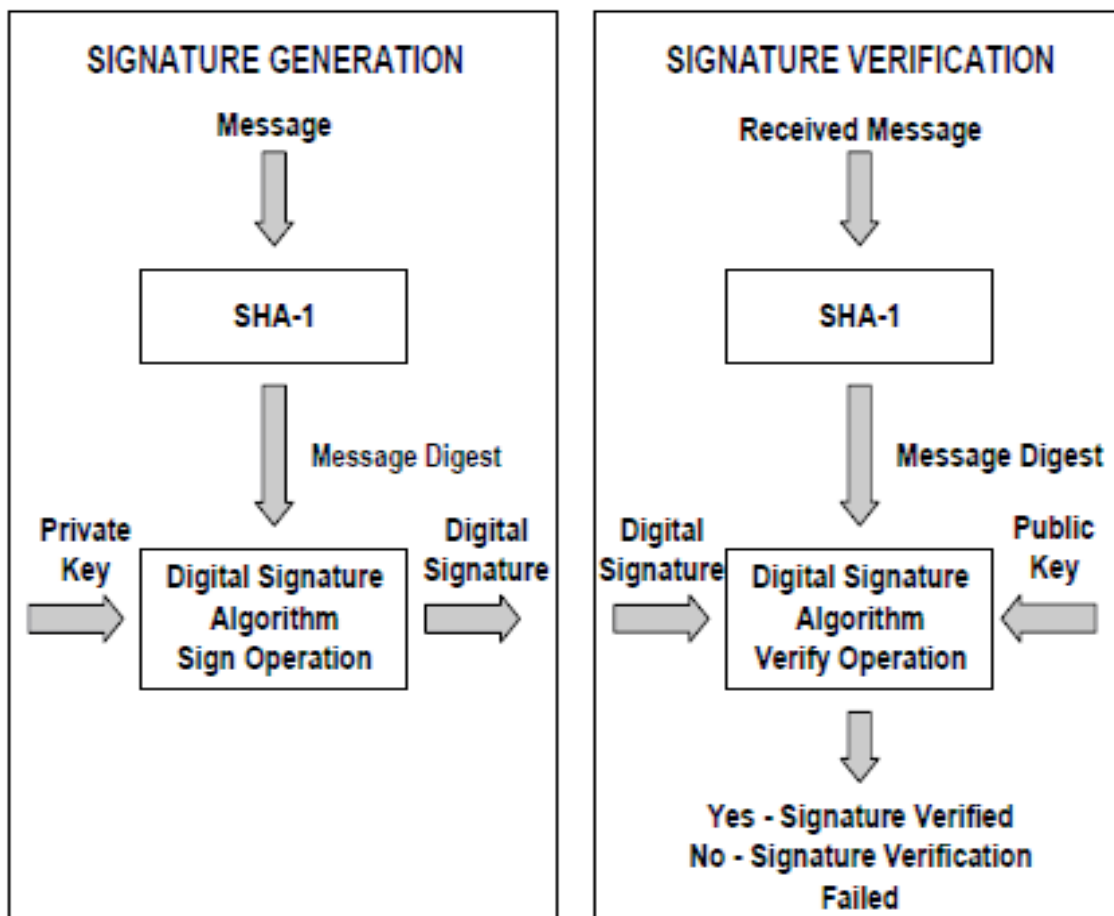 SIGNATURE GENERATION
Message
SHA-1
Message Digest
Private
Key
Digital Signature
Algorithm
Sign Operation
Digital
Signature
SIGNATURE VERIFICATION
Received Message
SHA-1
Message Digest
Digital
Signature
Digital Signature
Algorithm
Verify Operation
Public
Key
Yes - Signature Verified
No - Signature Verification
Failed